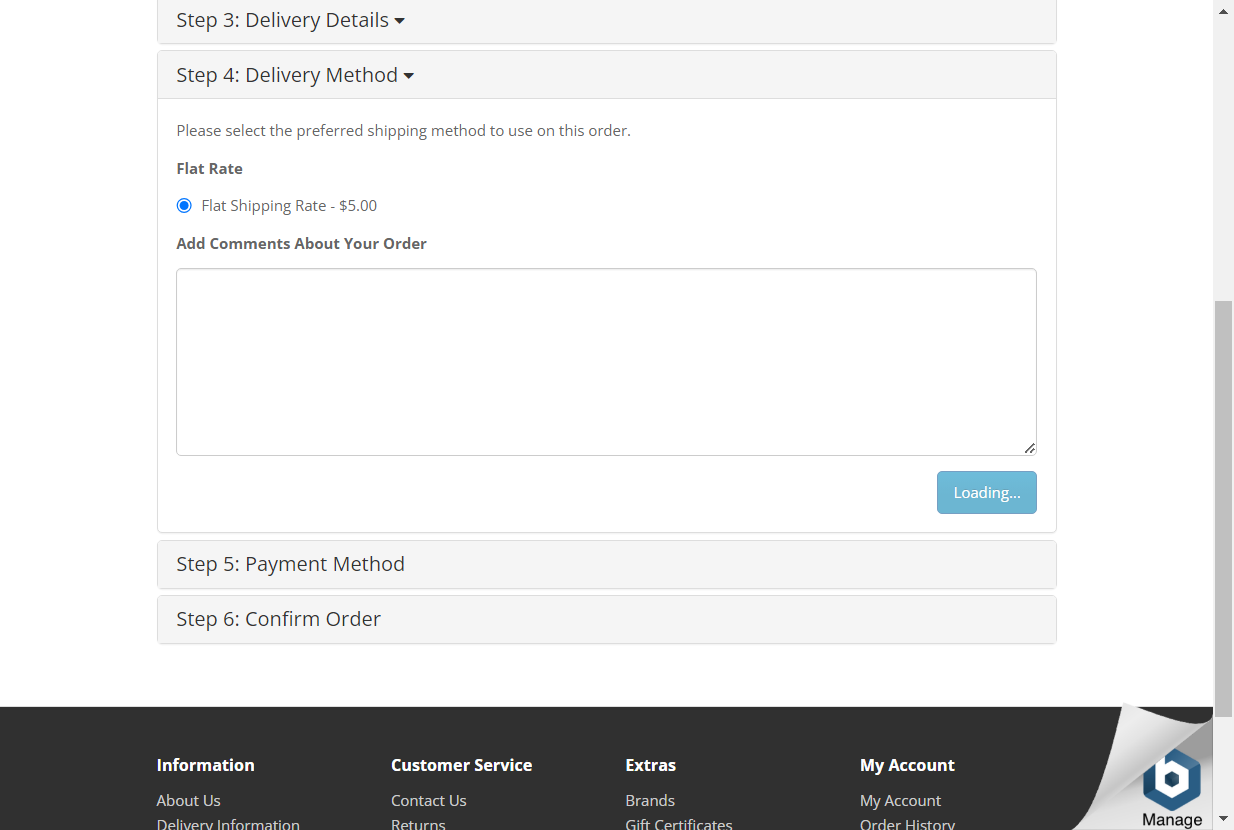 Step 3: Delivery Details
Step 4: Delivery Method
Please select the preferred shipping method to use on this order.
Flat Rate
Flat Shipping Rate - $5.00
Add Comments About Your Order
Loading...
Step 5: Payment Method
Step 6: Confirm Order
Information
About Us
Delivery Information
Customer Service
Contact Us
Returns
Extras
Brands
Gift Certificates
My Account
My Account
Order History
b
Manage